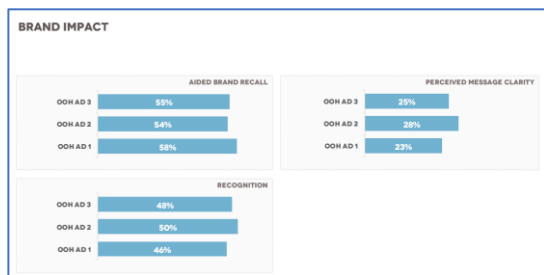 BRAND IMPACT
AIDED BRAND RECALL
OOH AD 3 55%
OOH AD 2 54%
OOH AD 1 58%
PERCEIVED MESSAGE CLARITY
OOH AD 3 25%
OOH AD 2 28%
OOH AD 1 23%
RECOGNITION
OOH AD 3 48%
OOH AD 2 50%
OOH AD 1 46%